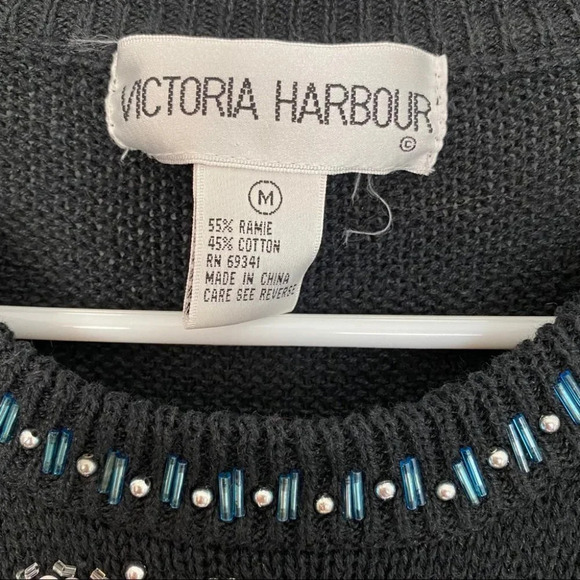 VICTORIA HARBOUR
©
M
55% RAMIE
45% COTTON
RN 69341
MADE IN CHINA
CARE SEE REVERSE